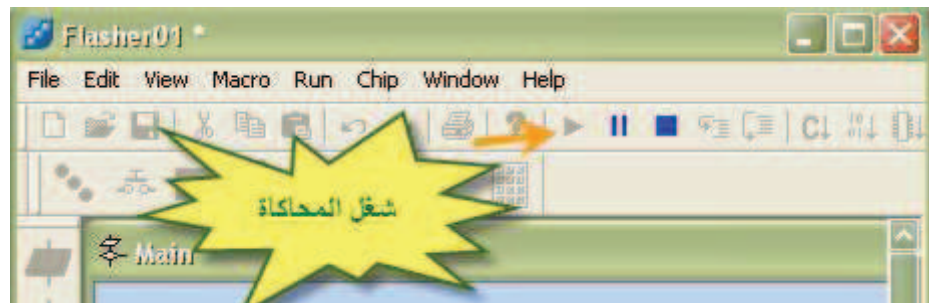 Flasher01 *
File Edit View Macro Run Chip Window Help
شغل المحاكاة
Main